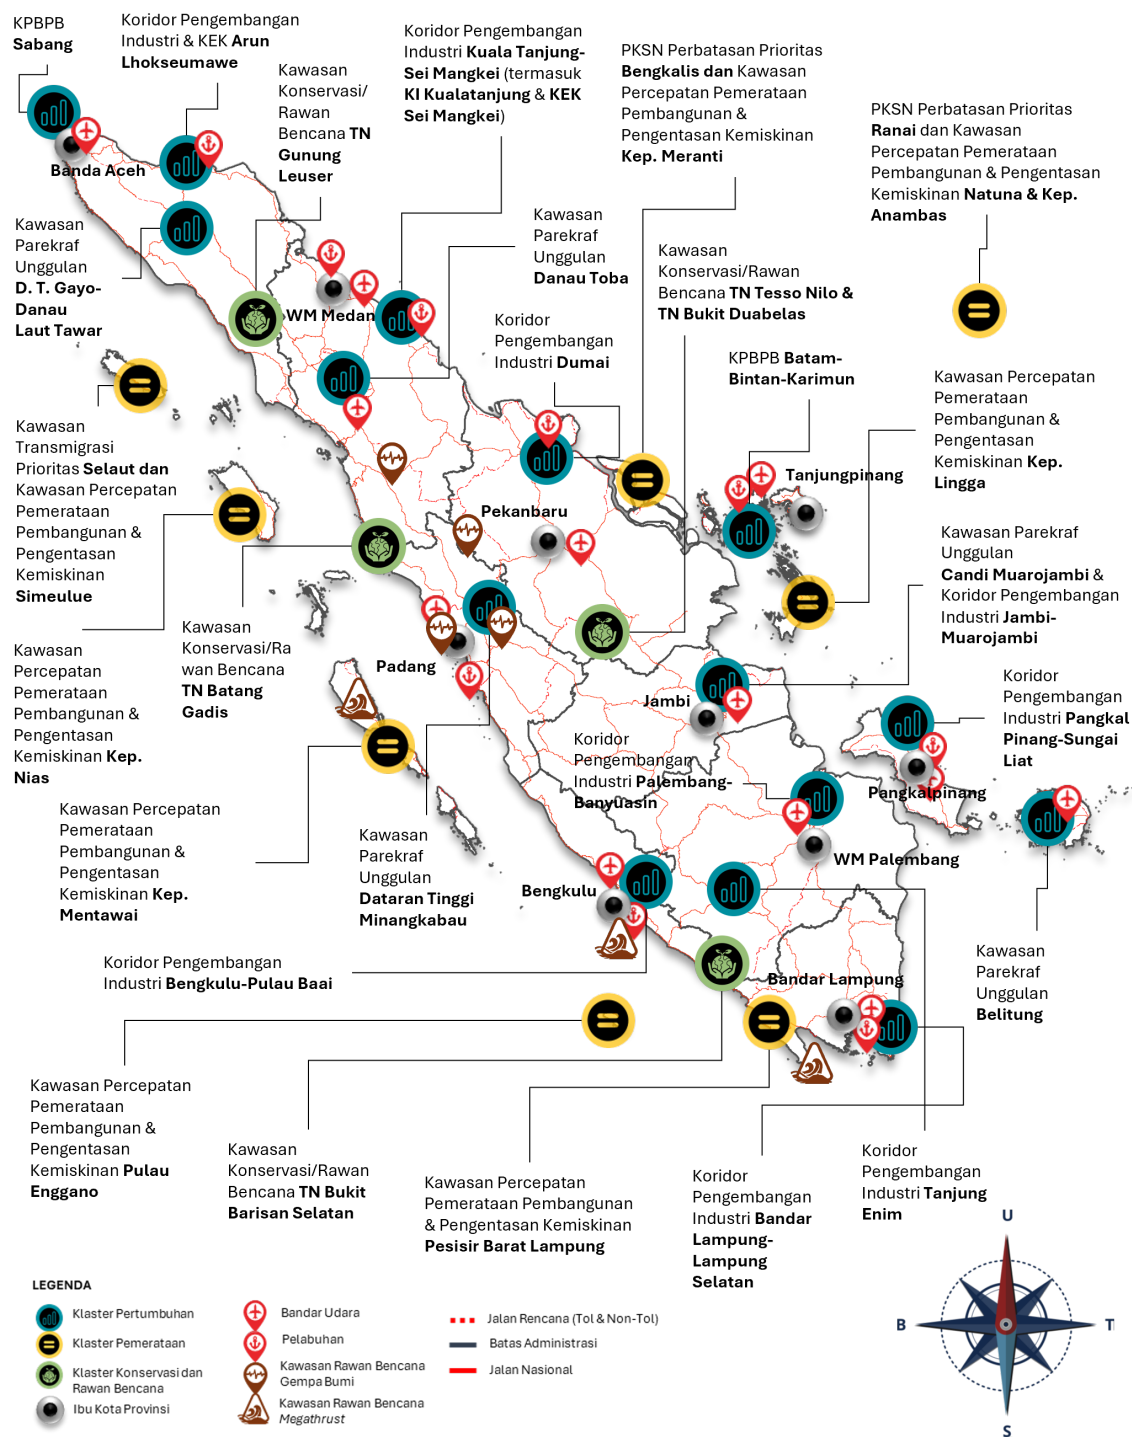 KPBPB
Sabang
Koridor Pengembangan
Industri & KEK Arun
Lhokseumawe
Kawasan
Konservasi/
Rawan
Bencana TN
Gunung
Leuser
Koridor Pengembangan
Industri Kuala Tanjung-
Sei Mangkei (termasuk
KI Kualatanjung & KEK
Sei Mangkei)
PKSN Perbatasan Prioritas
Bengkalis dan Kawasan
Percepatan Pemerataan
Pembangunan &
Pengentasan Kemiskinan
Kep. Meranti
PKSN Perbatasan Prioritas
Ranai dan Kawasan
Percepatan Pemerataan
Pembangunan & Pengentasan
Kemiskinan Natuna & Kep.
Anambas
Banda Aceh
Kawasan
Parekraf
Unggulan
D. T. Gayo-
Danau
Laut Tawar
Kawasan
Parekraf
Unggulan
Danau Toba
Kawasan
Konservasi/Rawan
Bencana TN Tesso Nilo &
TN Bukit Duabelas
WM Medan
Koridor
Pengembangan
Industri Dumai
KPBPB Batam-
Bintan-Karimun
Kawasan Percepatan
Pemerataan
Pembangunan &
Pengentasan
Kemiskinan Kep.
Lingga
Kawasan
Transmigrasi
Prioritas Selaut dan
Kawasan Percepatan
Pemerataan
Pembangunan &
Pengentasan
Kemiskinan
Simeulue
Tanjungpinang
Pekanbaru
Kawasan Parekraf
Unggulan
Candi Muarojambi &
Koridor Pengembangan
Industri Jambi-
Muarojambi
Kawasan
Percepatan
Pemerataan
Pembangunan &
Pengentasan
Kemiskinan Kep.
Nias
Kawasan
Konservasi/Ra
wan Bencana
TN Batang
Gadis
Padang
Jambi
Koridor
Pengembangan
Industri Pangkal
Pinang-Sungai
Liat
Koridor
Pengembangan
Industri Palembang-
Banyuasin
Pangkalpinang
Kawasan Percepatan
Pemerataan
Pembangunan &
Pengentasan
Kemiskinan Kep.
Mentawai
Kawasan
Parekraf
Unggulan
Dataran Tinggi
Minangkabau
WM Palembang
Bengkulu
Koridor Pengembangan
Industri Bengkulu-Pulau Baai
Bandar Lampung
Kawasan
Parekraf
Unggulan
Belitung
Kawasan Percepatan
Pemerataan
Pembangunan &
Pengentasan
Kemiskinan Pulau
Enggano
Kawasan
Konservasi/Rawan
Bencana TN Bukit
Barisan Selatan
Kawasan Percepatan
Pemerataan Pembangunan
& Pengentasan Kemiskinan
Pesisir Barat Lampung
Koridor
Pengembangan
Industri Bandar
Lampung-
Lampung
Selatan
Koridor
Pengembangan
Industri Tanjung
Enim
U
B
T
S
LEGENDA
Klaster Pertumbuhan
Klaster Pemerataan
Klaster Konservasi dan
Rawan Bencana
Ibu Kota Provinsi
Bandar Udara
Pelabuhan
Kawasan Rawan Bencana
Gempa Bumi
Kawasan Rawan Bencana
Megathrust
Jalan Rencana (Tol & Non-Tol)
Batas Administrasi
Jalan Nasional